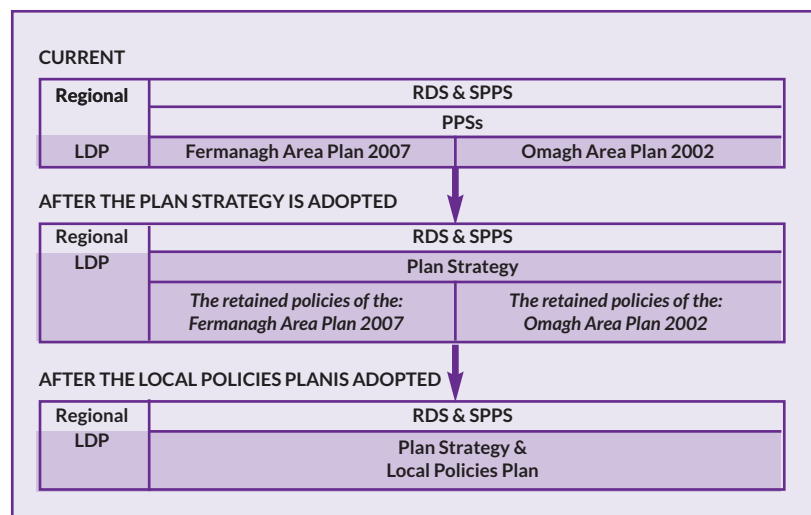 CURRENT
Regional RDS & SPPS
PPSs
LDP Fermanagh Area Plan 2007 Omagh Area Plan 2002
AFTER THE PLAN STRATEGY IS ADOPTED
Regional RDS & SPPS
LDP Plan Strategy
The retained policies of the: The retained policies of the:
Fermanagh Area Plan 2007 Omagh Area Plan 2002
AFTER THE LOCAL POLICIES PLANIS ADOPTED
Regional RDS & SPPS
LDP Plan Strategy &
Local Policies Plan